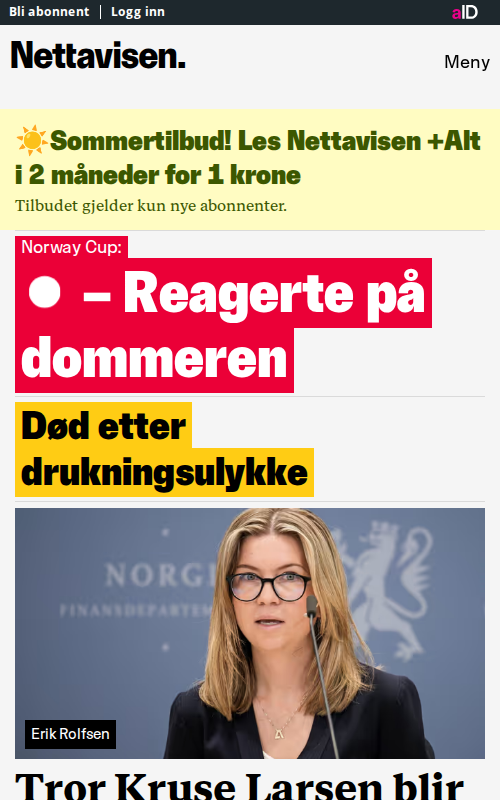 Bli abonnent
Logg inn
aID
Nettavisen.
Meny
☀️Sommertilbud! Les Nettavisen +Alt
i 2 måneder for 1 krone
Tilbudet gjelder kun nye abonnenter.
Norway Cup:
– Reagerte på
dommeren
Død etter
drukningsulykke
NORG
FINANSDEPARTEM
Erik Rolfsen
Tror Kruse Larsen blir